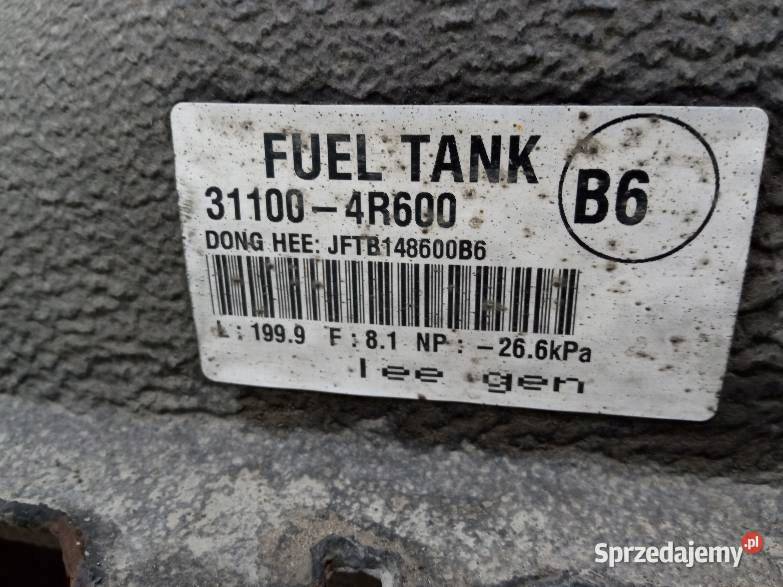 FUEL TANK
B6
31100-4R600
DONG HEE: JFTB148600B6
L: 199.9 F: 8.1 NP: -26.6kPa
lee gen
Sprzedajemy.pl